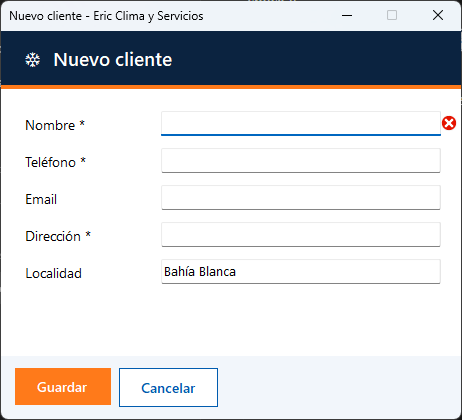 Nuevo cliente - Eric Clima y Servicios
Nuevo cliente
Nombre *
Teléfono *
Email
Dirección *
Localidad Bahía Blanca
Guardar Cancelar